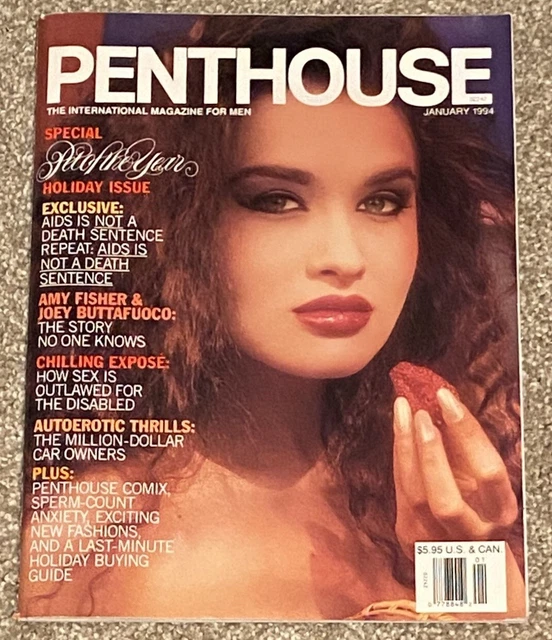 PENTHOUSE
THE INTERNATIONAL MAGAZINE FOR MEN
JANUARY 1994
SPECIAL
Pet of the Year
HOLIDAY ISSUE
EXCLUSIVE:
AIDS IS NOT A
DEATH SENTENCE
REPEAT: AIDS IS
NOT A DEATH
SENTENCE
AMY FISHER &
JOEY BUTTAFUOCO:
THE STORY
NO ONE KNOWS
CHILLING EXPOSÉ:
HOW SEX IS
OUTLAWED FOR
THE DISABLED
AUTOEROTIC THRILLS:
THE MILLION-DOLLAR
CAR OWNERS
PLUS:
PENTHOUSE COMIX,
SPERM-COUNT
ANXIETY, EXCITING
NEW FASHIONS,
AND A LAST-MINUTE
HOLIDAY BUYING
GUIDE
$5.95 U.S. & CAN.
01